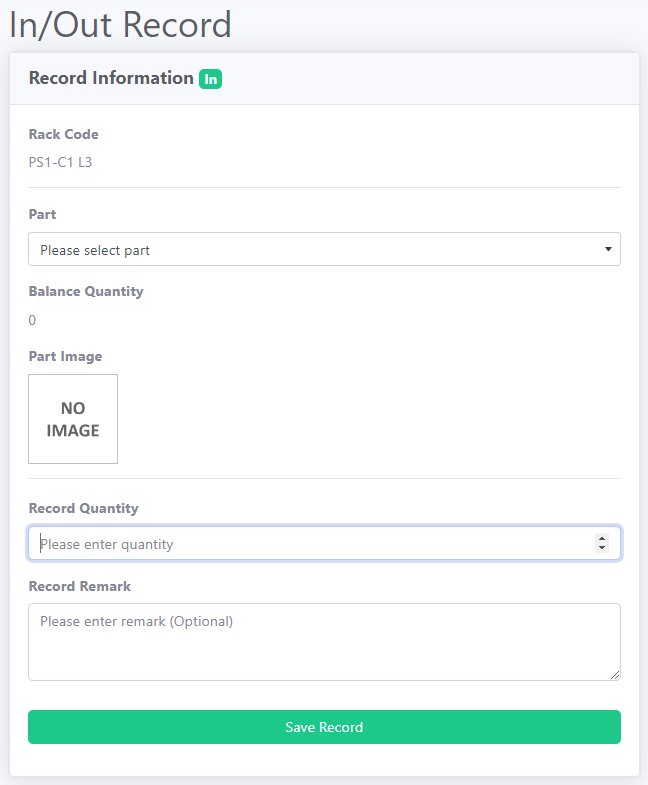 In/Out Record
Record Information In
Rack Code
PS1-C1 L3
Part
Please select part
Balance Quantity
0
Part Image
NO
IMAGE
Record Quantity
Please enter quantity
Record Remark
Please enter remark (Optional)
Save Record